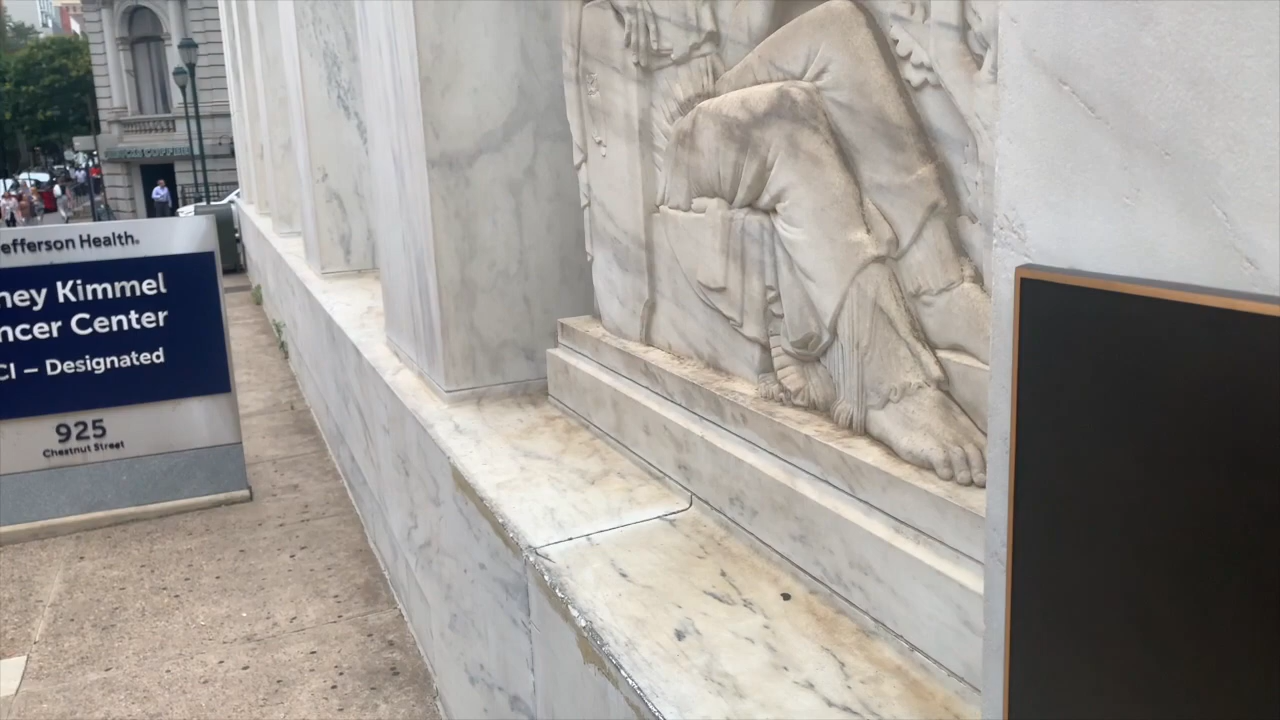 efferson Health.
ney Kimmel
ncer Center
CI – Designated
925
Chestnut Street